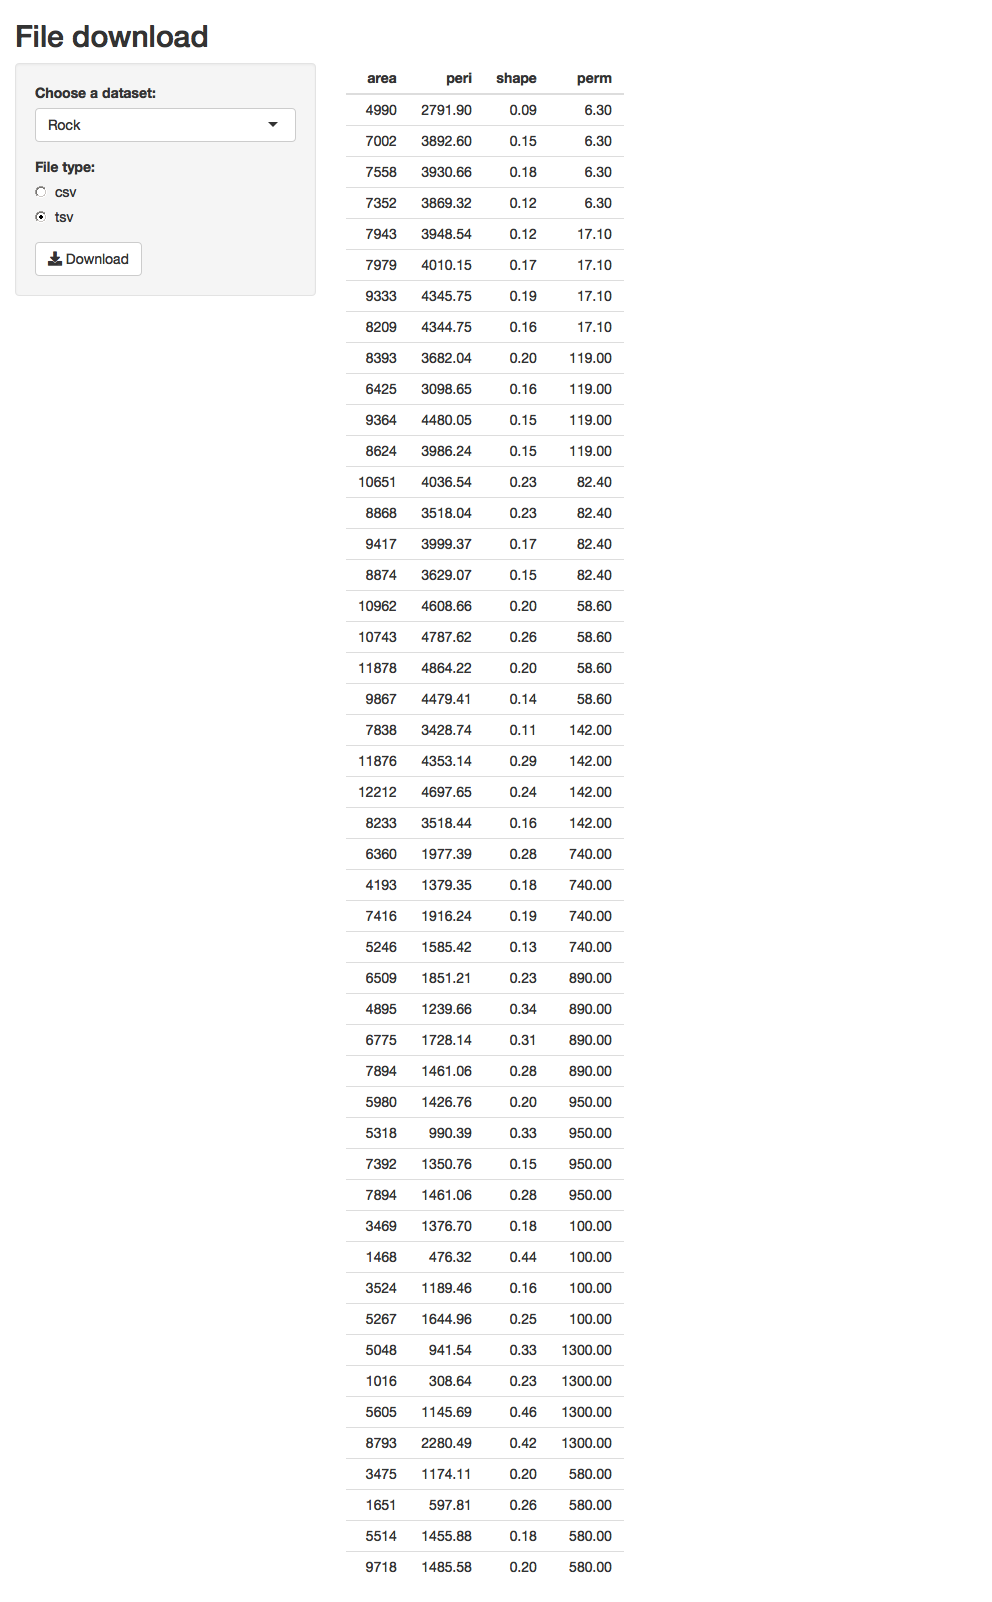 File download
Choose a dataset:
Rock
File type:
csv
tsv
Download
area peri shape perm
4990 2791.90 0.09 6.30
7002 3892.60 0.15 6.30
7558 3930.66 0.18 6.30
7352 3869.32 0.12 6.30
7943 3948.54 0.12 17.10
7979 4010.15 0.17 17.10
9333 4345.75 0.19 17.10
8209 4344.75 0.16 17.10
8393 3682.04 0.20 119.00
6425 3098.65 0.16 119.00
9364 4480.05 0.15 119.00
8624 3986.24 0.15 119.00
10651 4036.54 0.23 82.40
8868 3518.04 0.23 82.40
9417 3999.37 0.17 82.40
8874 3629.07 0.15 82.40
10962 4608.66 0.20 58.60
10743 4787.62 0.26 58.60
11878 4864.22 0.20 58.60
9867 4479.41 0.14 58.60
7838 3428.74 0.11 142.00
11876 4353.14 0.29 142.00
12212 4697.65 0.24 142.00
8233 3518.44 0.16 142.00
6360 1977.39 0.28 740.00
4193 1379.35 0.18 740.00
7416 1916.24 0.19 740.00
5246 1585.42 0.13 740.00
6509 1851.21 0.23 890.00
4895 1239.66 0.34 890.00
6775 1728.14 0.31 890.00
7894 1461.06 0.28 890.00
5980 1426.76 0.20 950.00
5318 990.39 0.33 950.00
7392 1350.76 0.15 950.00
7894 1461.06 0.28 950.00
3469 1376.70 0.18 100.00
1468 476.32 0.44 100.00
3524 1189.46 0.16 100.00
5267 1644.96 0.25 100.00
5048 941.54 0.33 1300.00
1016 308.64 0.23 1300.00
5605 1145.69 0.46 1300.00
8793 2280.49 0.42 1300.00
3475 1174.11 0.20 580.00
1651 597.81 0.26 580.00
5514 1455.88 0.18 580.00
9718 1485.58 0.20 580.00